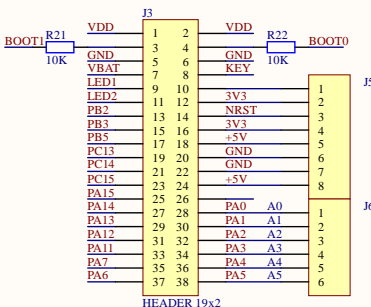 J3
VDD 1 2 VDD
BOOT1 R21 10K 3 4 R22 10K BOOT0
GND 5 6 GND
VBAT 7 8 KEY
LED1 9 10 1 J5
LED2 11 12 3V3 2
PB2 13 14 NRST 3
PB3 15 16 3V3 4
PB5 17 18 +5V 5
PC13 19 20 GND 6
PC14 21 22 GND 7
PC15 23 24 +5V 8
PA15 25 26
PA14 27 28 PA0 A0 1 J6
PA13 29 30 PA1 A1 2
PA12 31 32 PA2 A2 3
PA11 33 34 PA3 A3 4
PA7 35 36 PA4 A4 5
PA6 37 38 PA5 A5 6
HEADER 19x2